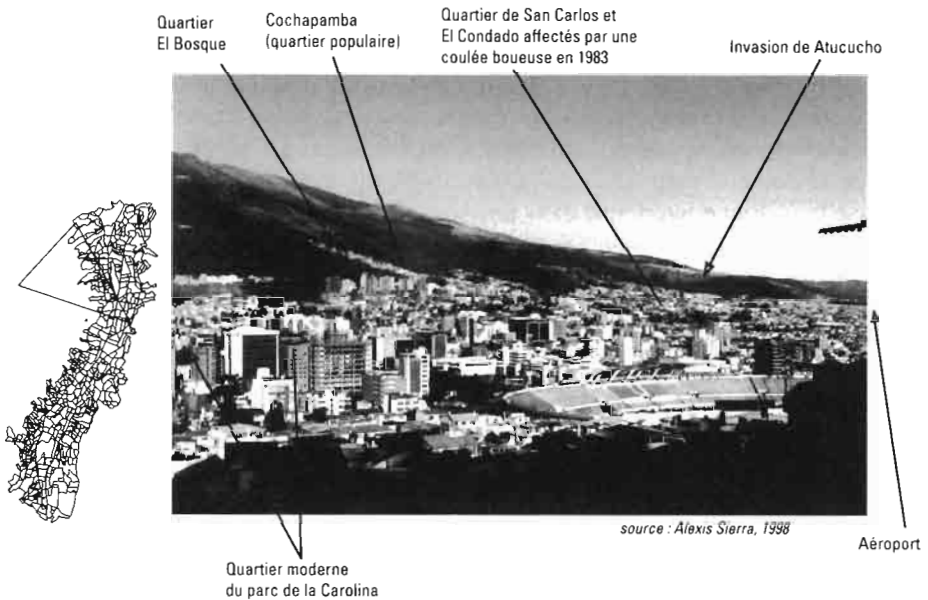 Quartier
El Bosque
Cochapamba
(quartier populaire)
Quartier de San Carlos et
El Condado affectés par une
coulée boueuse en 1983
Invasion de Atucucho
source : Alexis Sierra, 1998
Aéroport
Quartier moderne
du parc de la Carolina